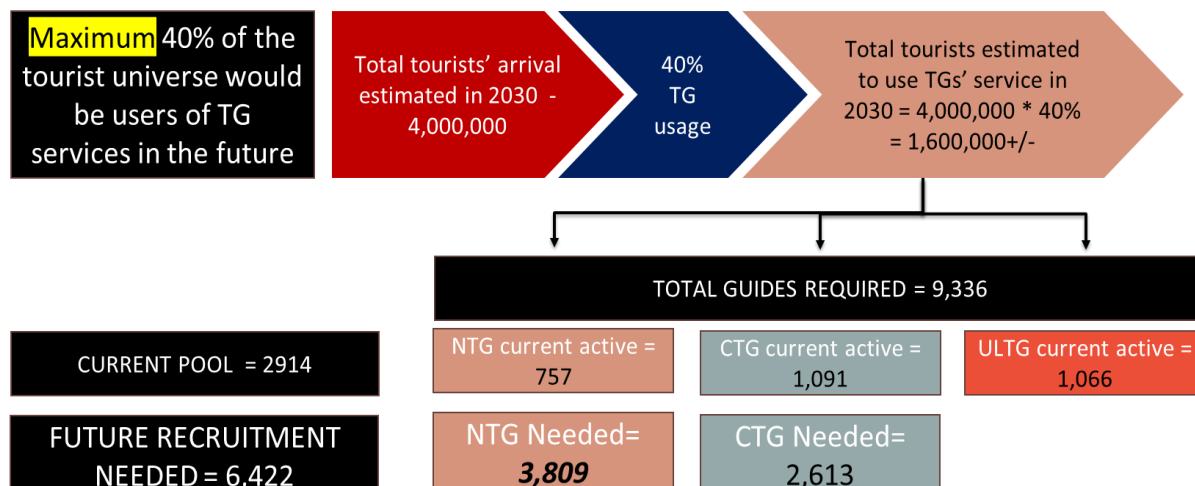 Maximum 40% of the
tourist universe would
be users of TG
services in the future
Total tourists’ arrival
estimated in 2030 -
4,000,000
40%
TG
usage
Total tourists estimated
to use TGs’ service in
2030 = 4,000,000 * 40%
= 1,600,000+/-
TOTAL GUIDES REQUIRED = 9,336
CURRENT POOL = 2914
NTG current active =
757
CTG current active =
1,091
ULTG current active =
1,066
FUTURE RECRUITMENT
NEEDED = 6,422
NTG Needed=
3,809
CTG Needed=
2,613